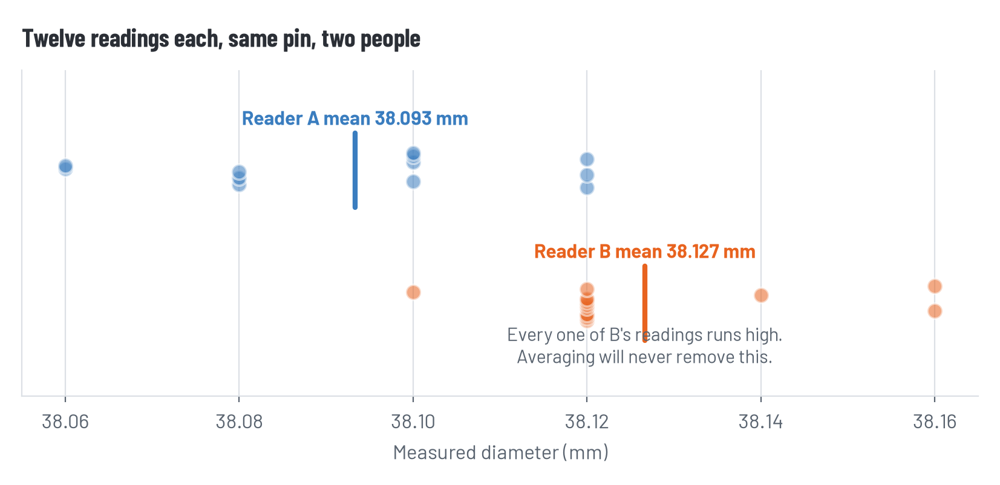 Twelve readings each, same pin, two people
Reader A mean 38.093 mm
Reader B mean 38.127 mm
Every one of B's readings runs high.
Averaging will never remove this.
38.06 38.08 38.10 38.12 38.14 38.16
Measured diameter (mm)